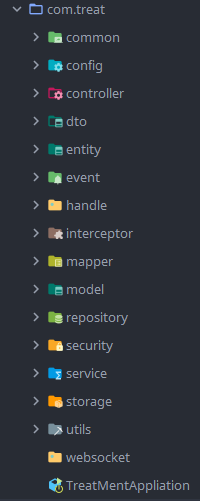 com.treat
common
config
controller
dto
entity
event
handle
interceptor
mapper
model
repository
security
service
storage
utils
websocket
TreatMentAppliation